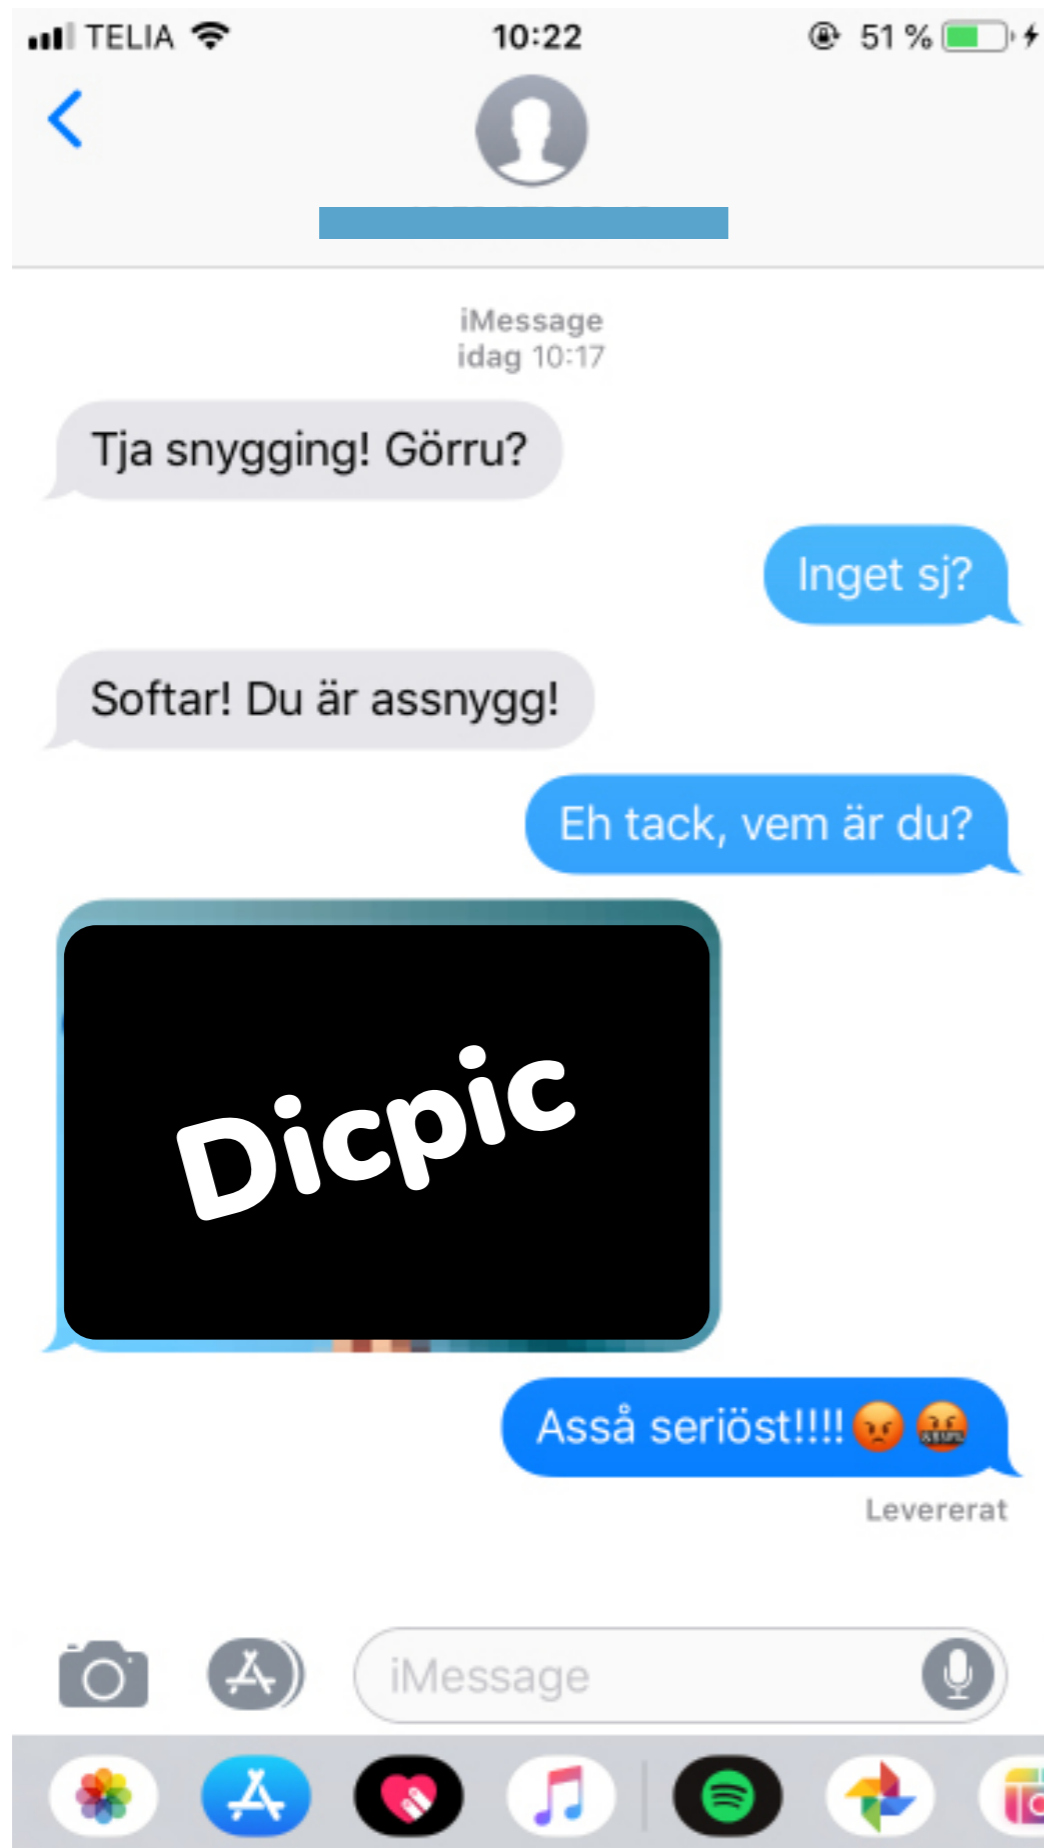 TELIA 10:22 51 %
iMessage
idag 10:17
Tja snygging! Görru?
Inget sj?
Softar! Du är assnygg!
Eh tack, vem är du?
Dicpic
Asså seriöst!!!!😡 🤬
Levererat
iMessage